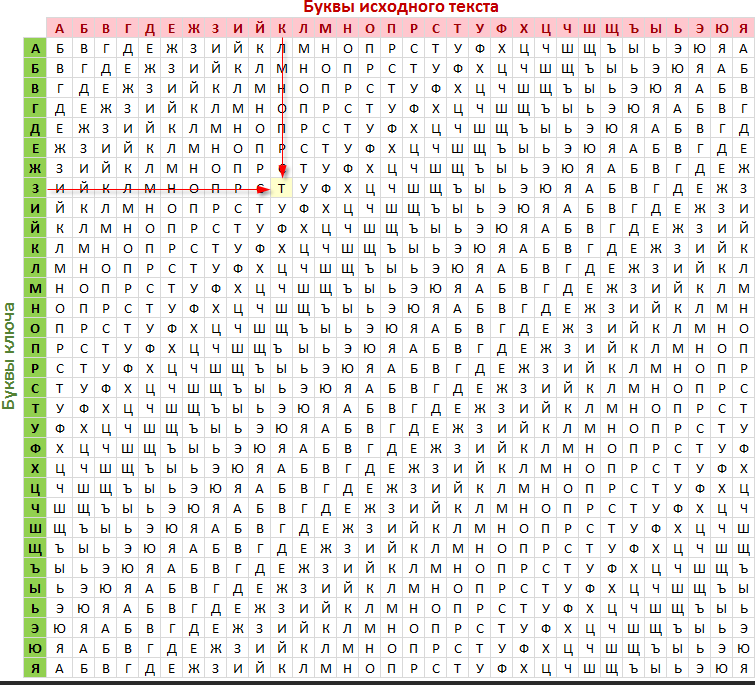 Буквы исходного текста
А Б В Г Д Е Ж З И Й К Л М Н О П Р С Т У Ф Х Ц Ч Ш Щ Ъ Ы Ь Э Ю Я
А Б В Г Д Е Ж З И Й К Л М Н О П Р С Т У Ф Х Ц Ч Ш Щ Ъ Ы Ь Э Ю Я А
Б В Г Д Е Ж З И Й К Л М Н О П Р С Т У Ф Х Ц Ч Ш Щ Ъ Ы Ь Э Ю Я А Б
В Г Д Е Ж З И Й К Л М Н О П Р С Т У Ф Х Ц Ч Ш Щ Ъ Ы Ь Э Ю Я А Б В
Г Д Е Ж З И Й К Л М Н О П Р С Т У Ф Х Ц Ч Ш Щ Ъ Ы Ь Э Ю Я А Б В Г
Д Е Ж З И Й К Л М Н О П Р С Т У Ф Х Ц Ч Ш Щ Ъ Ы Ь Э Ю Я А Б В Г Д
Е Ж З И Й К Л М Н О П Р С Т У Ф Х Ц Ч Ш Щ Ъ Ы Ь Э Ю Я А Б В Г Д Е
Ж З И Й К Л М Н О П Р С Т У Ф Х Ц Ч Ш Щ Ъ Ы Ь Э Ю Я А Б В Г Д Е Ж
З И Й К Л М Н О П Р С Т У Ф Х Ц Ч Ш Щ Ъ Ы Ь Э Ю Я А Б В Г Д Е Ж З
И Й К Л М Н О П Р С Т У Ф Х Ц Ч Ш Щ Ъ Ы Ь Э Ю Я А Б В Г Д Е Ж З И
Й К Л М Н О П Р С Т У Ф Х Ц Ч Ш Щ Ъ Ы Ь Э Ю Я А Б В Г Д Е Ж З И Й
К Л М Н О П Р С Т У Ф Х Ц Ч Ш Щ Ъ Ы Ь Э Ю Я А Б В Г Д Е Ж З И Й К
Л М Н О П Р С Т У Ф Х Ц Ч Ш Щ Ъ Ы Ь Э Ю Я А Б В Г Д Е Ж З И Й К Л
М Н О П Р С Т У Ф Х Ц Ч Ш Щ Ъ Ы Ь Э Ю Я А Б В Г Д Е Ж З И Й К Л М
Н О П Р С Т У Ф Х Ц Ч Ш Щ Ъ Ы Ь Э Ю Я А Б В Г Д Е Ж З И Й К Л М Н
О П Р С Т У Ф Х Ц Ч Ш Щ Ъ Ы Ь Э Ю Я А Б В Г Д Е Ж З И Й К Л М Н О
П Р С Т У Ф Х Ц Ч Ш Щ Ъ Ы Ь Э Ю Я А Б В Г Д Е Ж З И Й К Л М Н О П
Р С Т У Ф Х Ц Ч Ш Щ Ъ Ы Ь Э Ю Я А Б В Г Д Е Ж З И Й К Л М Н О П Р
С Т У Ф Х Ц Ч Ш Щ Ъ Ы Ь Э Ю Я А Б В Г Д Е Ж З И Й К Л М Н О П Р С
Т У Ф Х Ц Ч Ш Щ Ъ Ы Ь Э Ю Я А Б В Г Д Е Ж З И Й К Л М Н О П Р С Т
У Ф Х Ц Ч Ш Щ Ъ Ы Ь Э Ю Я А Б В Г Д Е Ж З И Й К Л М Н О П Р С Т У
Ф Х Ц Ч Ш Щ Ъ Ы Ь Э Ю Я А Б В Г Д Е Ж З И Й К Л М Н О П Р С Т У Ф
Х Ц Ч Ш Щ Ъ Ы Ь Э Ю Я А Б В Г Д Е Ж З И Й К Л М Н О П Р С Т У Ф Х
Ц Ч Ш Щ Ъ Ы Ь Э Ю Я А Б В Г Д Е Ж З И Й К Л М Н О П Р С Т У Ф Х Ц
Ч Ш Щ Ъ Ы Ь Э Ю Я А Б В Г Д Е Ж З И Й К Л М Н О П Р С Т У Ф Х Ц Ч
Ш Щ Ъ Ы Ь Э Ю Я А Б В Г Д Е Ж З И Й К Л М Н О П Р С Т У Ф Х Ц Ч Ш
Щ Ъ Ы Ь Э Ю Я А Б В Г Д Е Ж З И Й К Л М Н О П Р С Т У Ф Х Ц Ч Ш Щ
Ъ Ы Ь Э Ю Я А Б В Г Д Е Ж З И Й К Л М Н О П Р С Т У Ф Х Ц Ч Ш Щ Ъ
Ы Ь Э Ю Я А Б В Г Д Е Ж З И Й К Л М Н О П Р С Т У Ф Х Ц Ч Ш Щ Ъ Ы
Ь Э Ю Я А Б В Г Д Е Ж З И Й К Л М Н О П Р С Т У Ф Х Ц Ч Ш Щ Ъ Ы Ь
Э Ю Я А Б В Г Д Е Ж З И Й К Л М Н О П Р С Т У Ф Х Ц Ч Ш Щ Ъ Ы Ь Э
Ю Я А Б В Г Д Е Ж З И Й К Л М Н О П Р С Т У Ф Х Ц Ч Ш Щ Ъ Ы Ь Э Ю
Я А Б В Г Д Е Ж З И Й К Л М Н О П Р С Т У Ф Х Ц Ч Ш Щ Ъ Ы Ь Э Ю Я
Буквы ключа